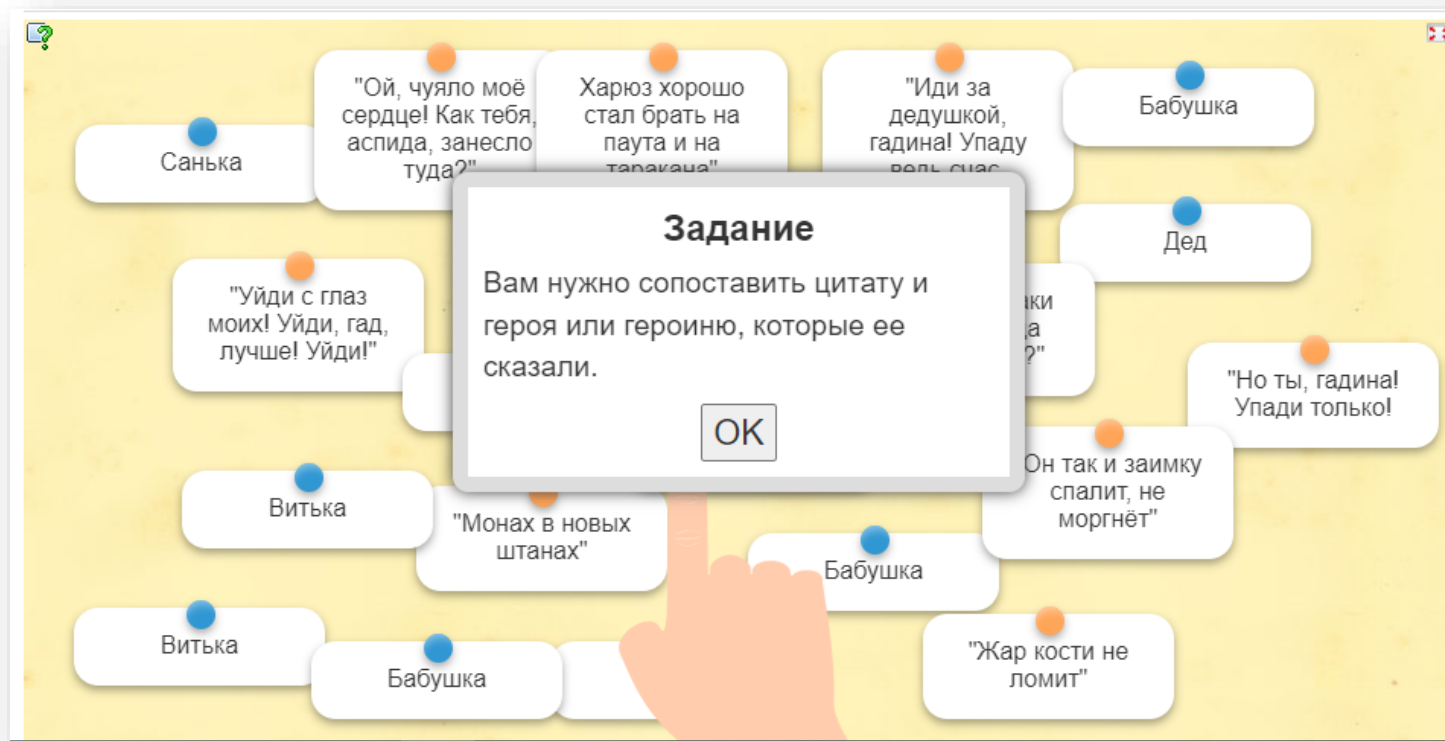 "Ой, чуяло моё
сердце! Как тебя,
аспида, занесло
туда?"
Харюз хорошо
стал брать на
паута и на
таракана"
"Иди за
дедушкой,
гадина! Упаду
ведь счас
Бабушка
Санька
Дед
"Уйди с глаз
моих! Уйди, гад,
лучше! Уйди!"
Задание
Вам нужно сопоставить цитату и
героя или героиню, которые ее
сказали.
OK
?"
"Но ты, гадина!
Упади только!
Он так и заимку
спалит, не
моргнёт"
Витька
"Монах в новых
штанах"
Бабушка
Витька
Бабушка
"Жар кости не
ломит"